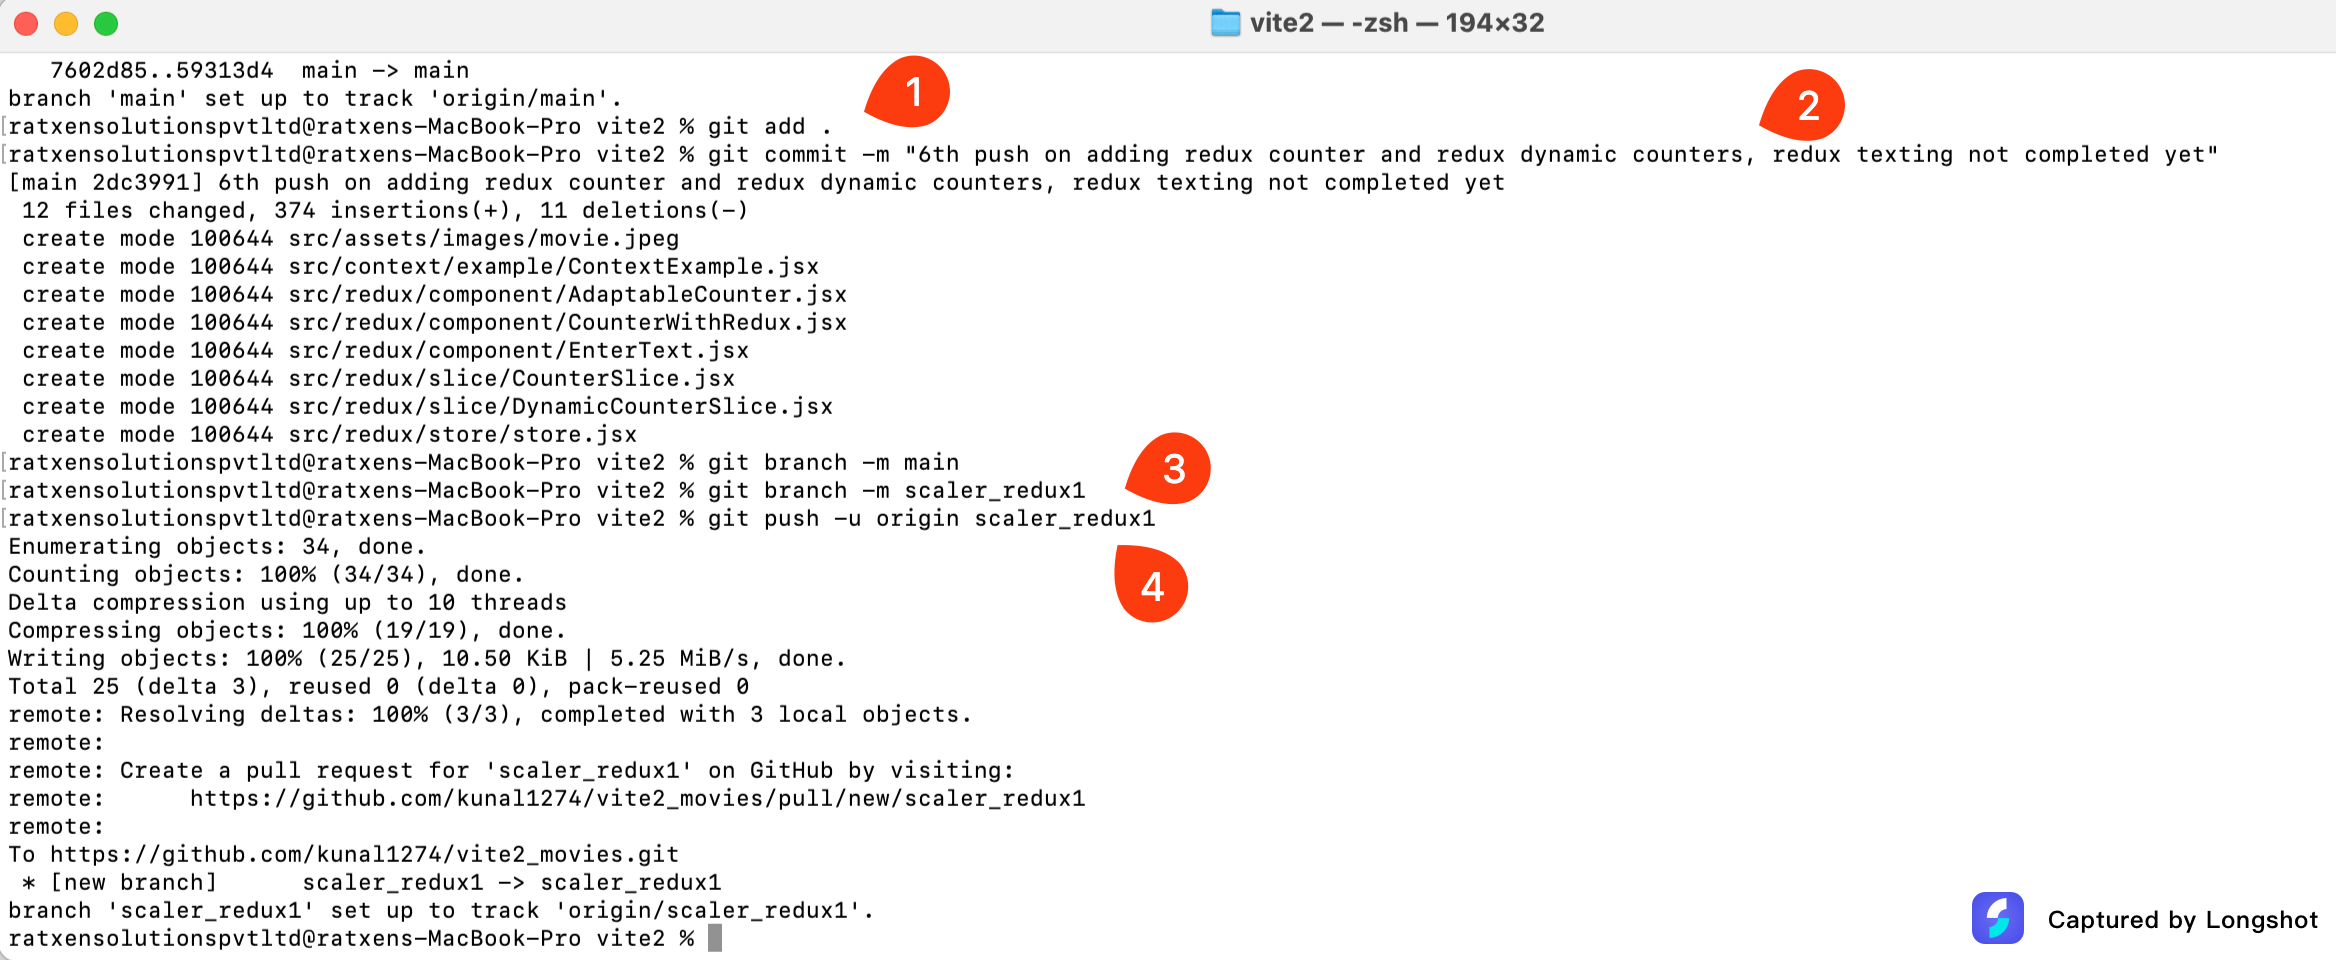 vite2 — -zsh — 194×32
7602d85..59313d4  main -> main
branch 'main' set up to track 'origin/main'.
1
2
[ratxensolutionspvtltd@ratxens-MacBook-Pro vite2 % git add .
[ratxensolutionspvtltd@ratxens-MacBook-Pro vite2 % git commit -m "6th push on adding redux counter and redux dynamic counters, redux texting not completed yet"
[main 2dc3991] 6th push on adding redux counter and redux dynamic counters, redux texting not completed yet
12 files changed, 374 insertions(+), 11 deletions(-)
create mode 100644 src/assets/images/movie.jpeg
create mode 100644 src/context/example/ContextExample.jsx
create mode 100644 src/redux/component/AdaptableCounter.jsx
create mode 100644 src/redux/component/CounterWithRedux.jsx
create mode 100644 src/redux/component/EnterText.jsx
create mode 100644 src/redux/slice/CounterSlice.jsx
create mode 100644 src/redux/slice/DynamicCounterSlice.jsx
create mode 100644 src/redux/store/store.jsx
[ratxensolutionspvtltd@ratxens-MacBook-Pro vite2 % git branch -m main
3
[ratxensolutionspvtltd@ratxens-MacBook-Pro vite2 % git branch -m scaler_redux1
[ratxensolutionspvtltd@ratxens-MacBook-Pro vite2 % git push -u origin scaler_redux1
Enumerating objects: 34, done.
Counting objects: 100% (34/34), done.
4
Delta compression using up to 10 threads
Compressing objects: 100% (19/19), done.
Writing objects: 100% (25/25), 10.50 KiB | 5.25 MiB/s, done.
Total 25 (delta 3), reused 0 (delta 0), pack-reused 0
remote: Resolving deltas: 100% (3/3), completed with 3 local objects.
remote:
remote: Create a pull request for 'scaler_redux1' on GitHub by visiting:
remote:      https://github.com/kunal1274/vite2_movies/pull/new/scaler_redux1
remote:
To https://github.com/kunal1274/vite2_movies.git
* [new branch]      scaler_redux1 -> scaler_redux1
branch 'scaler_redux1' set up to track 'origin/scaler_redux1'.
ratxensolutionspvtltd@ratxens-MacBook-Pro vite2 %
Captured by Longshot